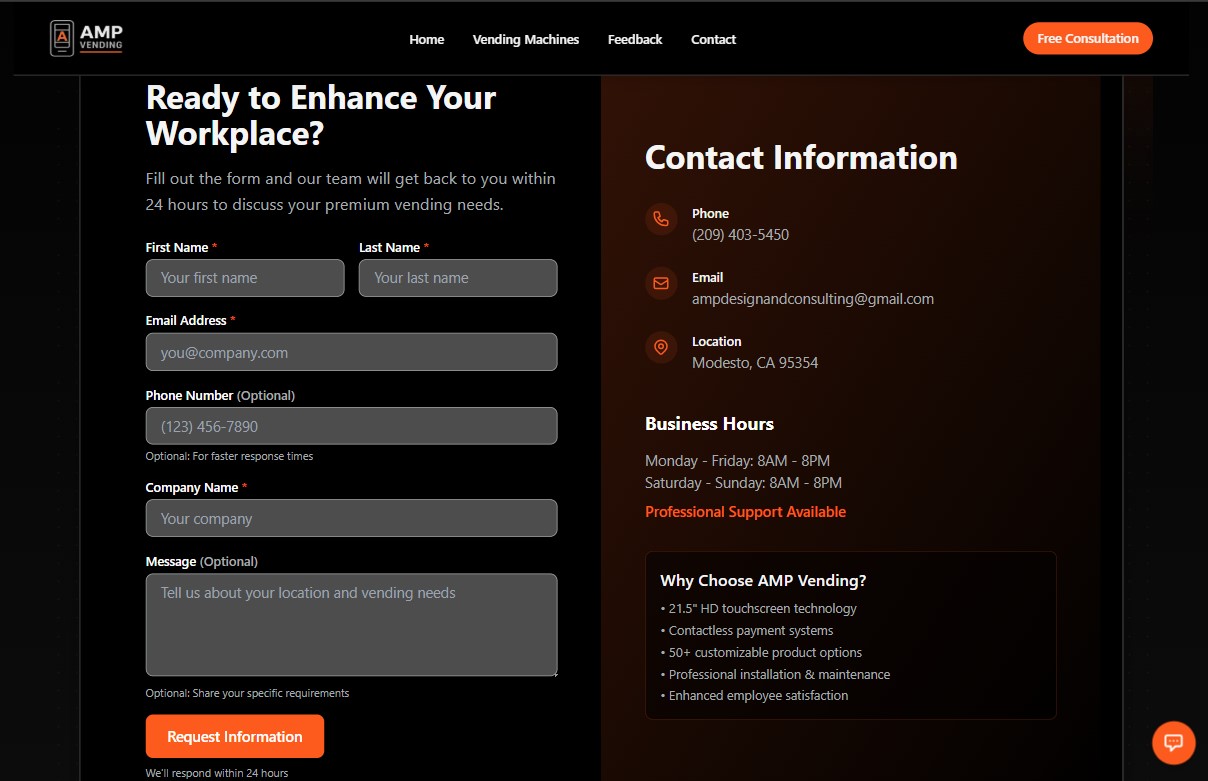 A
AMP
VENDING
Home
Vending Machines
Feedback
Contact
Free Consultation
Ready to Enhance Your
Workplace?
Fill out the form and our team will get back to you within
24 hours to discuss your premium vending needs.
First Name *
Last Name *
Your first name
Your last name
Email Address *
you@company.com
Phone Number (Optional)
(123) 456-7890
Optional: For faster response times
Company Name *
Your company
Message (Optional)
Tell us about your location and vending needs
Optional: Share your specific requirements
Request Information
We'll respond within 24 hours
Contact Information
Phone
(209) 403-5450
Email
ampdesignandconsulting@gmail.com
Location
Modesto, CA 95354
Business Hours
Monday - Friday: 8AM - 8PM
Saturday - Sunday: 8AM - 8PM
Professional Support Available
Why Choose AMP Vending?
• 21.5" HD touchscreen technology
• Contactless payment systems
• 50+ customizable product options
• Professional installation & maintenance
• Enhanced employee satisfaction